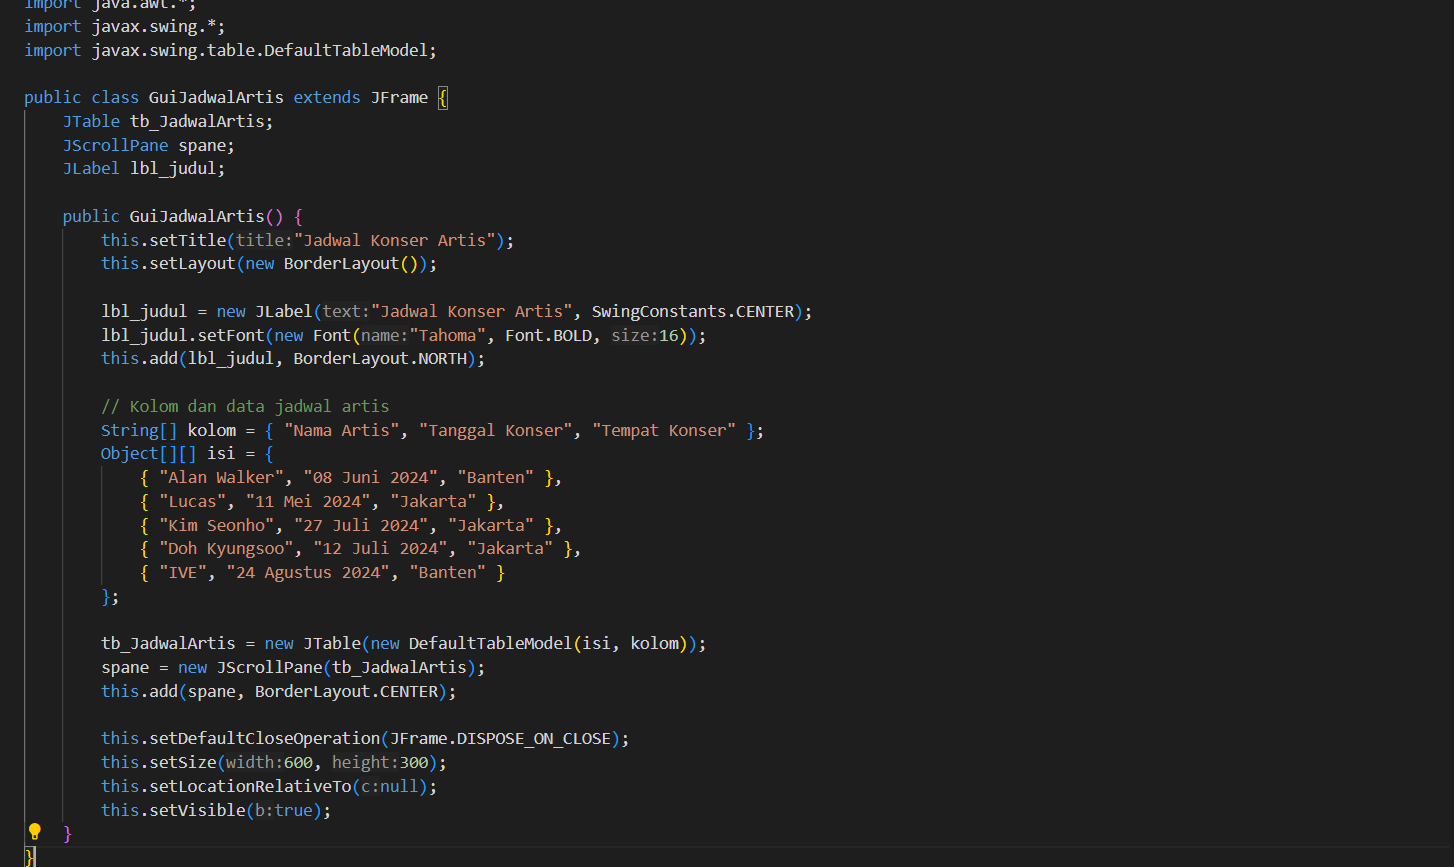 import java.awt.*;
import javax.swing.*;
import javax.swing.table.DefaultTableModel;

public class GuiJadwalArtis extends JFrame {
    JTable tb_JadwalArtis;
    JScrollPane spane;
    JLabel lbl_judul;

    public GuiJadwalArtis() {
        this.setTitle(title:"Jadwal Konser Artis");
        this.setLayout(new BorderLayout());

        lbl_judul = new JLabel(text:"Jadwal Konser Artis", SwingConstants.CENTER);
        lbl_judul.setFont(new Font(name:"Tahoma", Font.BOLD, size:16));
        this.add(lbl_judul, BorderLayout.NORTH);

        // Kolom dan data jadwal artis
        String[] kolom = { "Nama Artis", "Tanggal Konser", "Tempat Konser" };
        Object[][] isi = {
            { "Alan Walker", "08 Juni 2024", "Banten" },
            { "Lucas", "11 Mei 2024", "Jakarta" },
            { "Kim Seonho", "27 Juli 2024", "Jakarta" },
            { "Doh Kyungsoo", "12 Juli 2024", "Jakarta" },
            { "IVE", "24 Agustus 2024", "Banten" }
        };

        tb_JadwalArtis = new JTable(new DefaultTableModel(isi, kolom));
        spane = new JScrollPane(tb_JadwalArtis);
        this.add(spane, BorderLayout.CENTER);

        this.setDefaultCloseOperation(JFrame.DISPOSE_ON_CLOSE);
        this.setSize(width:600, height:300);
        this.setLocationRelativeTo(c:null);
        this.setVisible(b:true);
    }
}